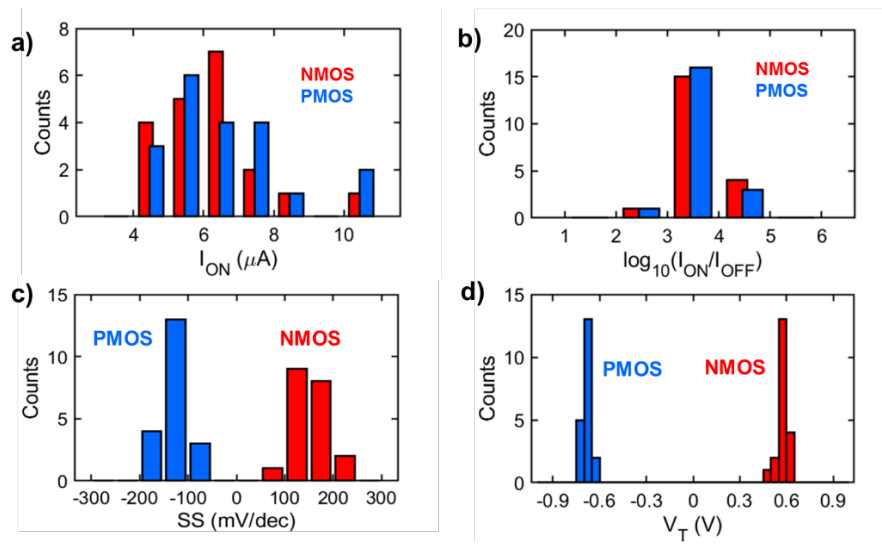 a)
8
6
4
2
0
Counts
NMOS
PMOS
4 6 8 10
I_ON (μA)
b)
20
15
10
5
0
Counts
NMOS
PMOS
1 2 3 4 5 6
log10(I_ON/I_OFF)
c)
15
10
5
0
Counts
PMOS NMOS
-300 -200 -100 0 100 200 300
SS (mV/dec)
d)
15
10
5
0
Counts
PMOS NMOS
-0.9 -0.6 -0.3 0 0.3 0.6 0.9
V_T (V)